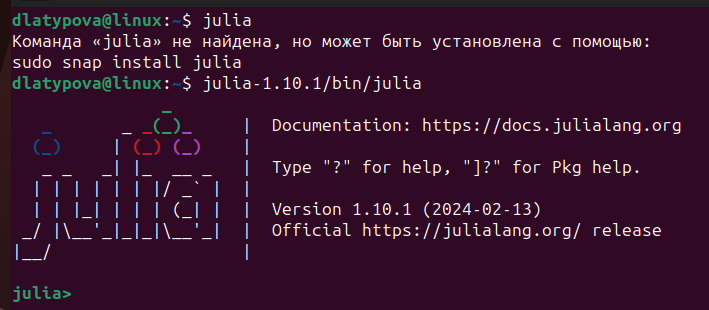 dlatypova@linux:~$ julia
Команда «julia» не найдена, но может быть установлена с помощью:
sudo snap install julia
dlatypova@linux:~$ julia-1.10.1/bin/julia
               _
   _       _ _(_)_     |  Documentation: https://docs.julialang.org
  (_)     | (_) (_)    |
   _ _   _| |_  __ _   |  Type "?" for help, "]?" for Pkg help.
  | | | | | | |/ _` |  |
  | | |_| | | | (_| |  |  Version 1.10.1 (2024-02-13)
 _/ |\__'_|_|_|\__'_|  |  Official https://julialang.org/ release
|__/                   |
julia>